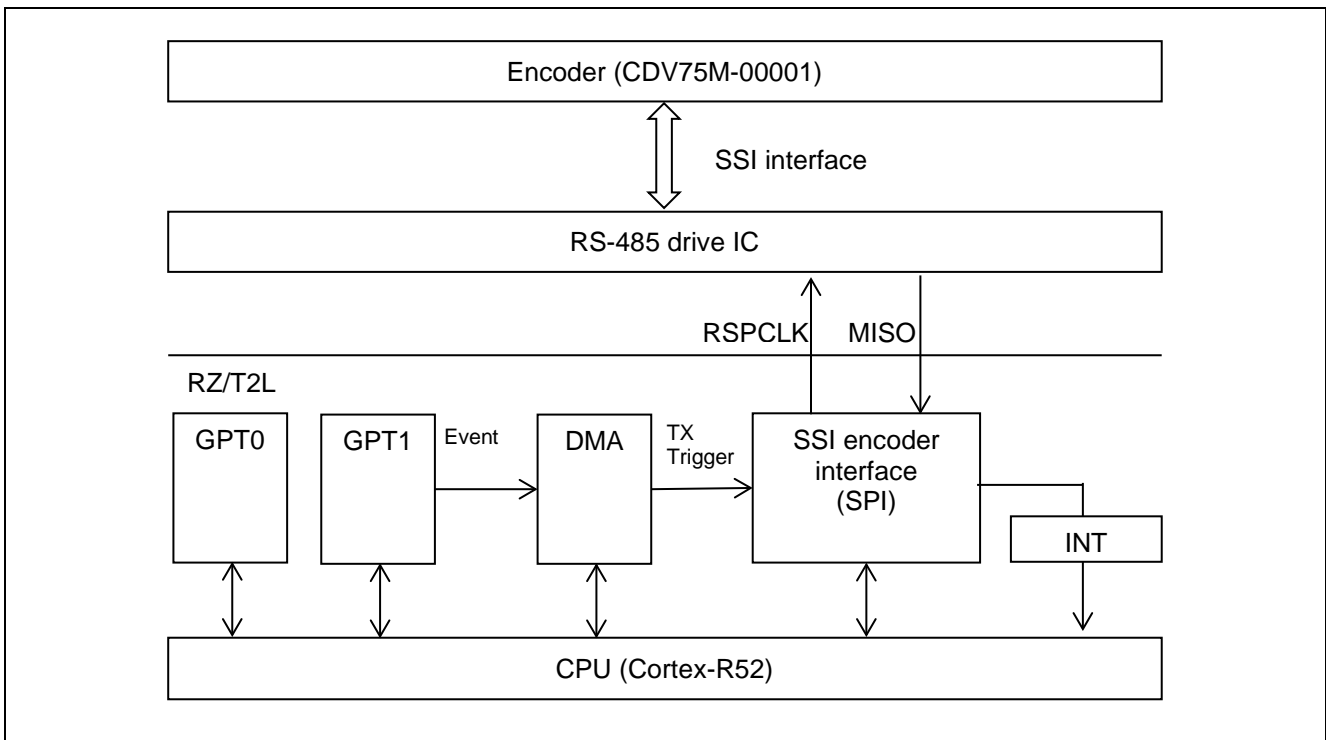 Encoder (CDV75M-00001)
SSI interface
RS-485 drive IC
RSPCLK
MISO
RZ/T2L
GPT0
GPT1
Event
DMA
TX
Trigger
SSI encoder
interface
(SPI)
INT
CPU (Cortex-R52)